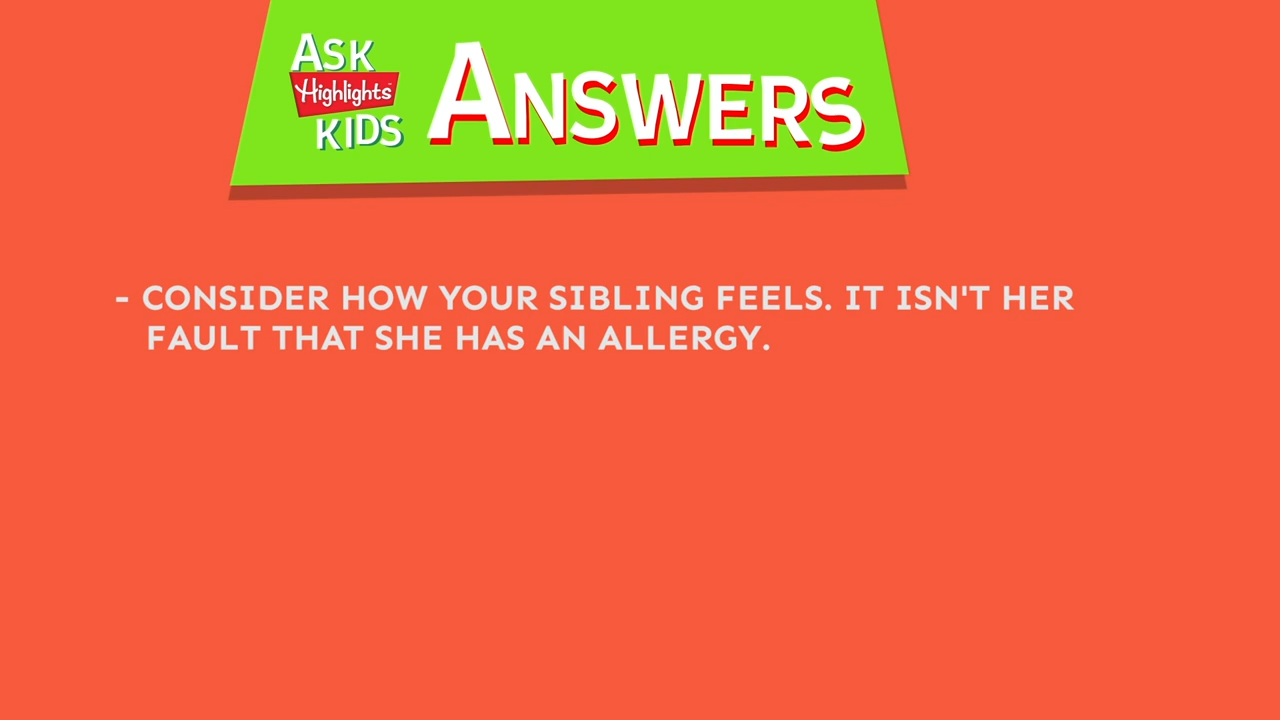 ASK
Highlights
KIDS
ANSWERS
- CONSIDER HOW YOUR SIBLING FEELS. IT ISN'T HER
FAULT THAT SHE HAS AN ALLERGY.